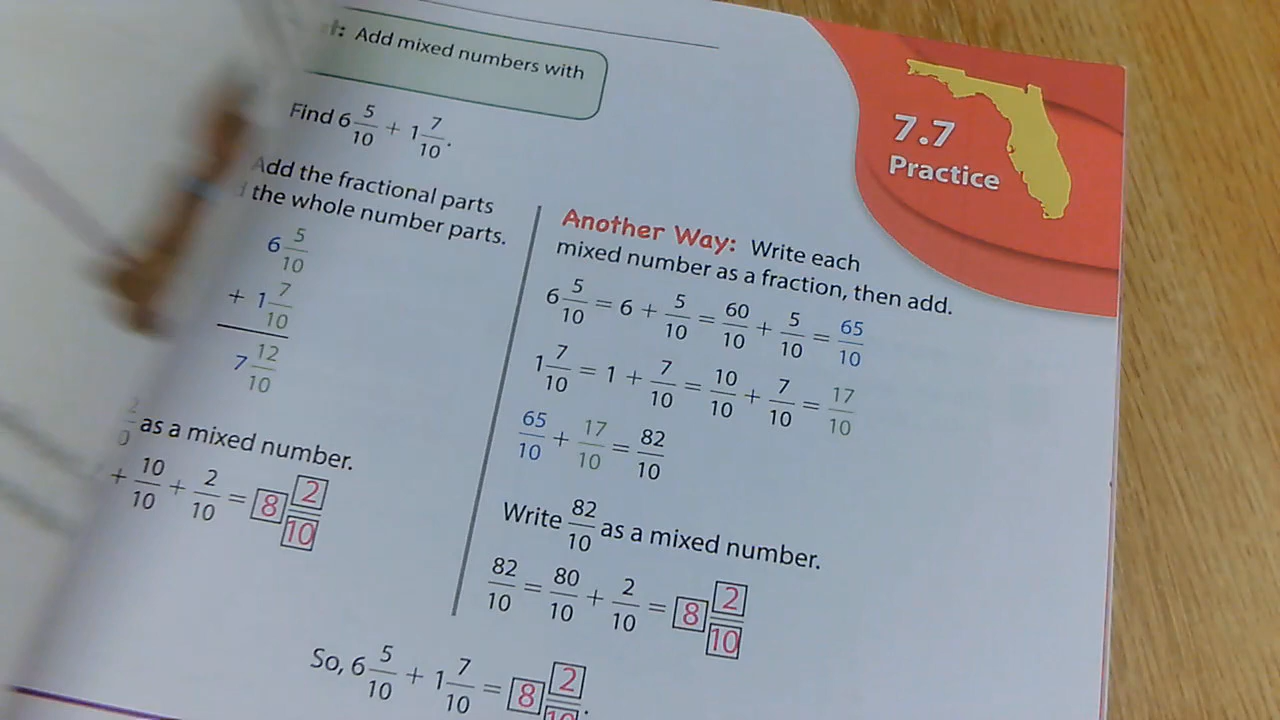 : Add mixed numbers with
Find 6 5/10 + 1 7/10.
Add the fractional parts
the whole number parts.
6 5/10
+ 1 7/10
7 12/10
as a mixed number.
+ 10/10 + 2/10 = 8 2/10
7.7
Practice
Another Way: Write each
mixed number as a fraction, then add.
6 5/10 = 6 + 5/10 = 60/10 + 5/10 = 65/10
1 7/10 = 1 + 7/10 = 10/10 + 7/10 = 17/10
65/10 + 17/10 = 82/10
Write 82/10 as a mixed number.
82/10 = 80/10 + 2/10 = 8 2/10
So, 6 5/10 + 1 7/10 = 8 2/10.